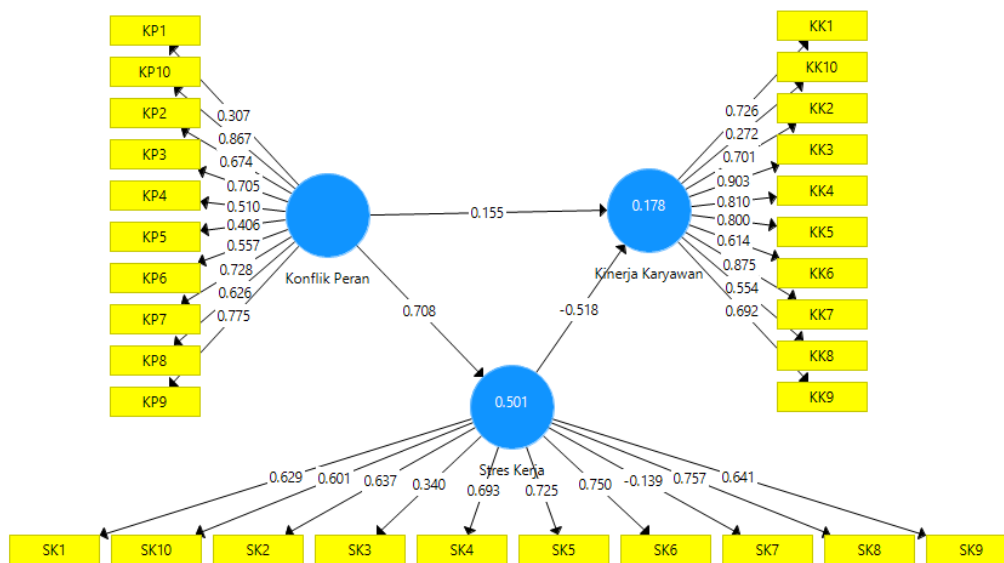 KP1
KP10
KP2
KP3
KP4
KP5
KP6
KP7
KP8
KP9
0.307
0.867
0.674
0.705
0.510
0.406
0.557
0.728
0.626
0.775
Konflik Peran
0.155
0.708
-0.518
0.178
Kinerja Karyawan
0.726
0.272
0.701
0.903
0.810
0.800
0.614
0.875
0.554
0.692
KK1
KK10
KK2
KK3
KK4
KK5
KK6
KK7
KK8
KK9
0.501
Stres Kerja
0.629
0.601
0.637
0.340
0.693
0.725
0.750
-0.139
0.757
0.641
SK1
SK10
SK2
SK3
SK4
SK5
SK6
SK7
SK8
SK9